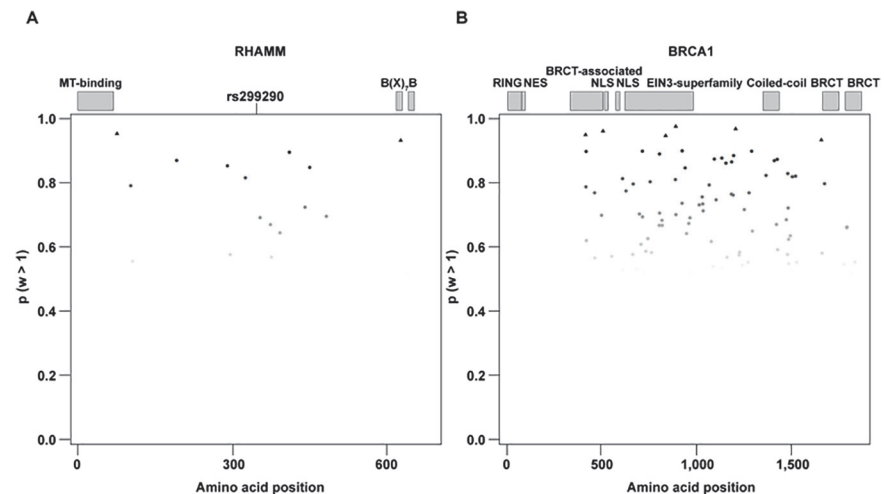 A
RHAMM
MT-binding
rs299290
B(X)7B
p (w > 1)
1.0
0.8
0.6
0.4
0.2
0.0
0
300
600
Amino acid position
B
BRCA1
BRCT-associated
RING NES NLS NLS EIN3-superfamily Coiled-coil BRCT BRCT
p (w > 1)
1.0
0.8
0.6
0.4
0.2
0.0
0
500
1,000
1,500
Amino acid position